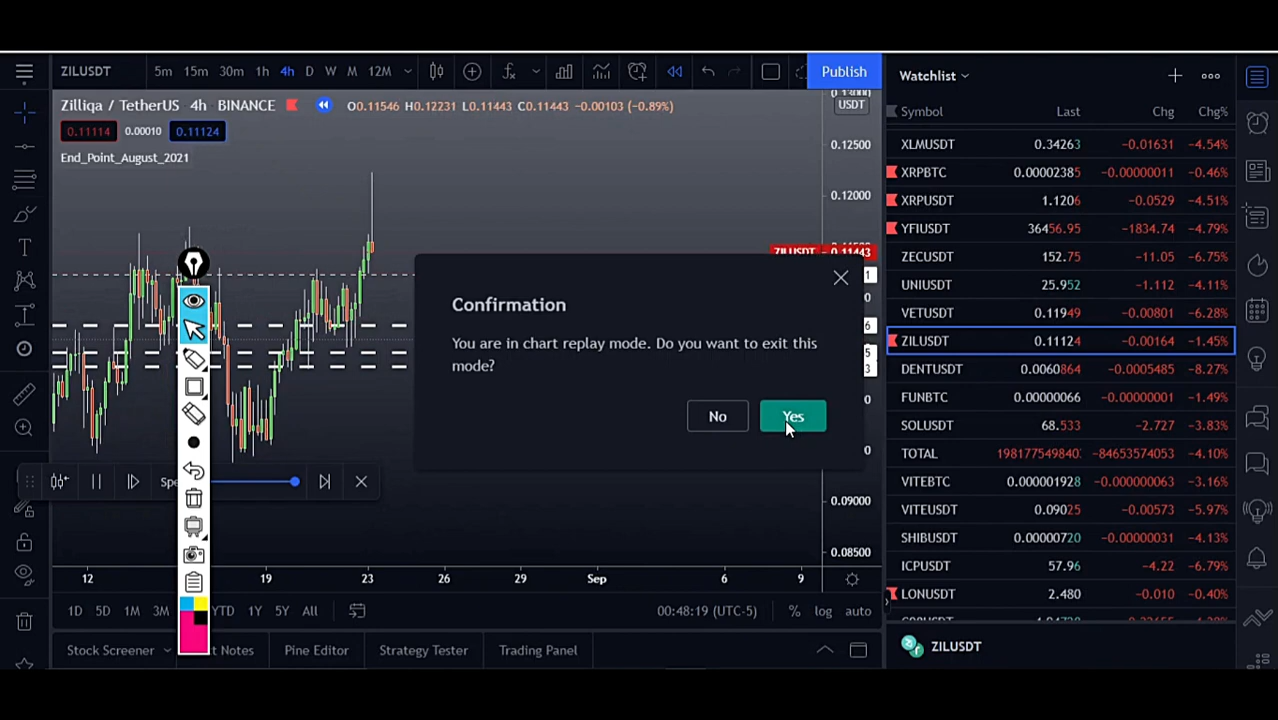 ZILUSDT 5m 15m 30m 1h 4h D W M 12M Publish
Zilliqa / TetherUS 4h BINANCE O0.11546 H0.12231 L0.11443 C0.11443 −0.00103 (−0.89%)
0.11114 0.00010 0.11124
End_Point_August_2021
USDT
0.12500
0.12000
ZILUSDT 0.11443
Confirmation
You are in chart replay mode. Do you want to exit this
mode?
No Yes
0.09000
0.08500
12 19 23 26 29 Sep 6 9
1D 5D 1M 3M YTD 1Y 5Y All 00:48:19 (UTC-5) % log auto
Stock Screener Notes Pine Editor Strategy Tester Trading Panel
Watchlist
Symbol Last Chg Chg%
XLMUSDT 0.34263 −0.01631 −4.54%
XRPBTC 0.00002385 −0.00000011 −0.46%
XRPUSDT 1.1206 −0.0529 −4.51%
YFIUSDT 36456.95 −1834.74 −4.79%
ZECUSDT 152.75 −11.05 −6.75%
UNIUSDT 25.952 −1.112 −4.11%
VETUSDT 0.11949 −0.00801 −6.28%
ZILUSDT 0.11124 −0.00164 −1.45%
DENTUSDT 0.0060864 −0.0005485 −8.27%
FUNBTC 0.00000066 −0.00000001 −1.49%
SOLUSDT 68.533 −2.727 −3.83%
TOTAL 198177549840 −84653574053 −4.10%
VITEBTC 0.000001928 −0.000000063 −3.16%
VITEUSDT 0.09025 −0.00573 −5.97%
SHIBUSDT 0.00000720 −0.00000031 −4.13%
ICPUSDT 57.96 −4.22 −6.79%
LONUSDT 2.480 −0.010 −0.40%
ZILUSDT